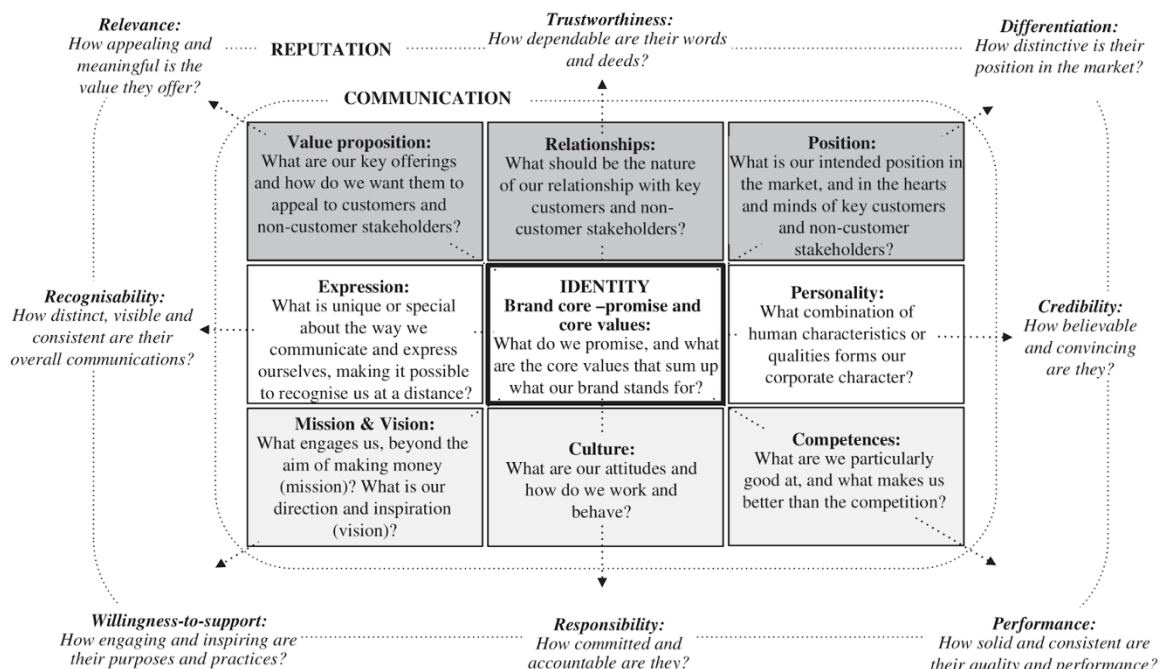 Relevance:
How appealing and
meaningful is the
value they offer?
REPUTATION
Trustworthiness:
How dependable are their words
and deeds?
Differentiation:
How distinctive is their
position in the market?
COMMUNICATION
Value proposition:
What are our key offerings
and how do we want them to
appeal to customers and
non-customer stakeholders?
Relationships:
What should be the nature
of our relationship with key
customers and non-
customer stakeholders?
Position:
What is our intended position in
the market, and in the hearts
and minds of key customers
and non-customer
stakeholders?
Recognisability:
How distinct, visible and
consistent are their
overall communications?
Expression:
What is unique or special
about the way we
communicate and express
ourselves, making it possible
to recognise us at a distance?
IDENTITY
Brand core –promise and
core values:
What do we promise, and what
are the core values that sum up
what our brand stands for?
Personality:
What combination of
human characteristics or
qualities forms our
corporate character?
Credibility:
How believable
and convincing
are they?
Mission & Vision:
What engages us, beyond the
aim of making money
(mission)? What is our
direction and inspiration
(vision)?
Culture:
What are our attitudes and
how do we work and
behave?
Competences:
What are we particularly
good at, and what makes us
better than the competition?
Willingness-to-support:
How engaging and inspiring are
their purposes and practices?
Responsibility:
How committed and
accountable are they?
Performance:
How solid and consistent are
their quality and performance?